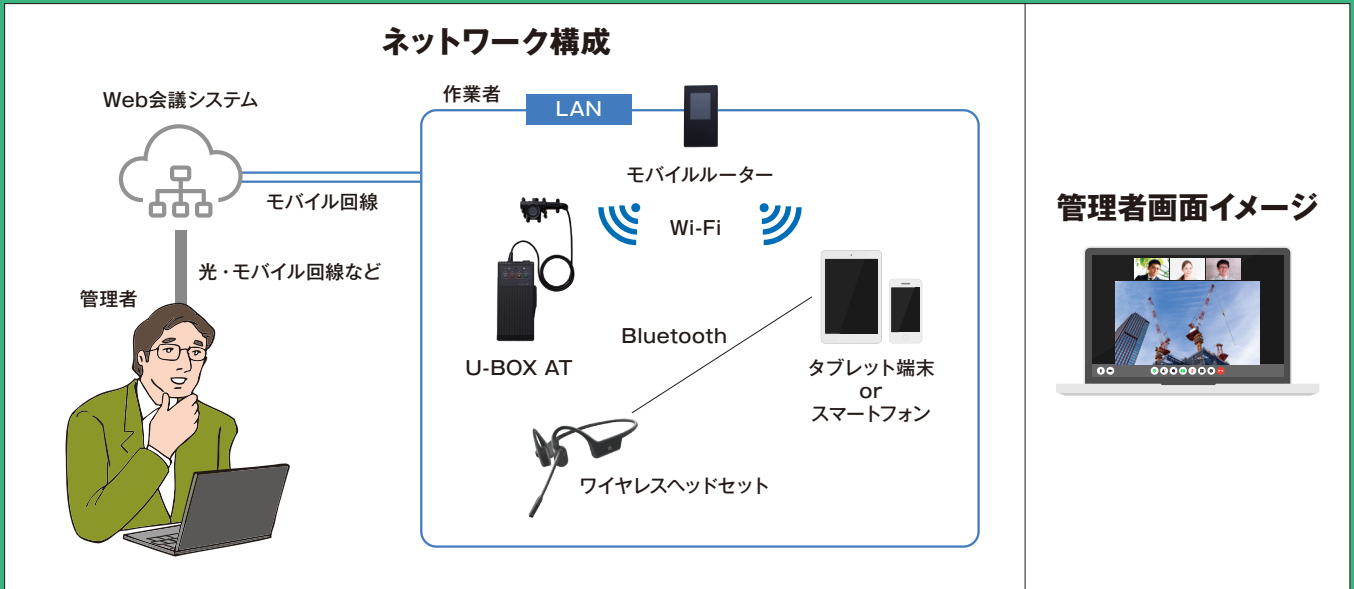 ネットワーク構成
Web会議システム
作業者
LAN
モバイルルーター
モバイル回線
Wi-Fi
光・モバイル回線など
管理者
U-BOX AT
Bluetooth
タブレット端末
or
スマートフォン
ワイヤレスヘッドセット
管理者画面イメージ